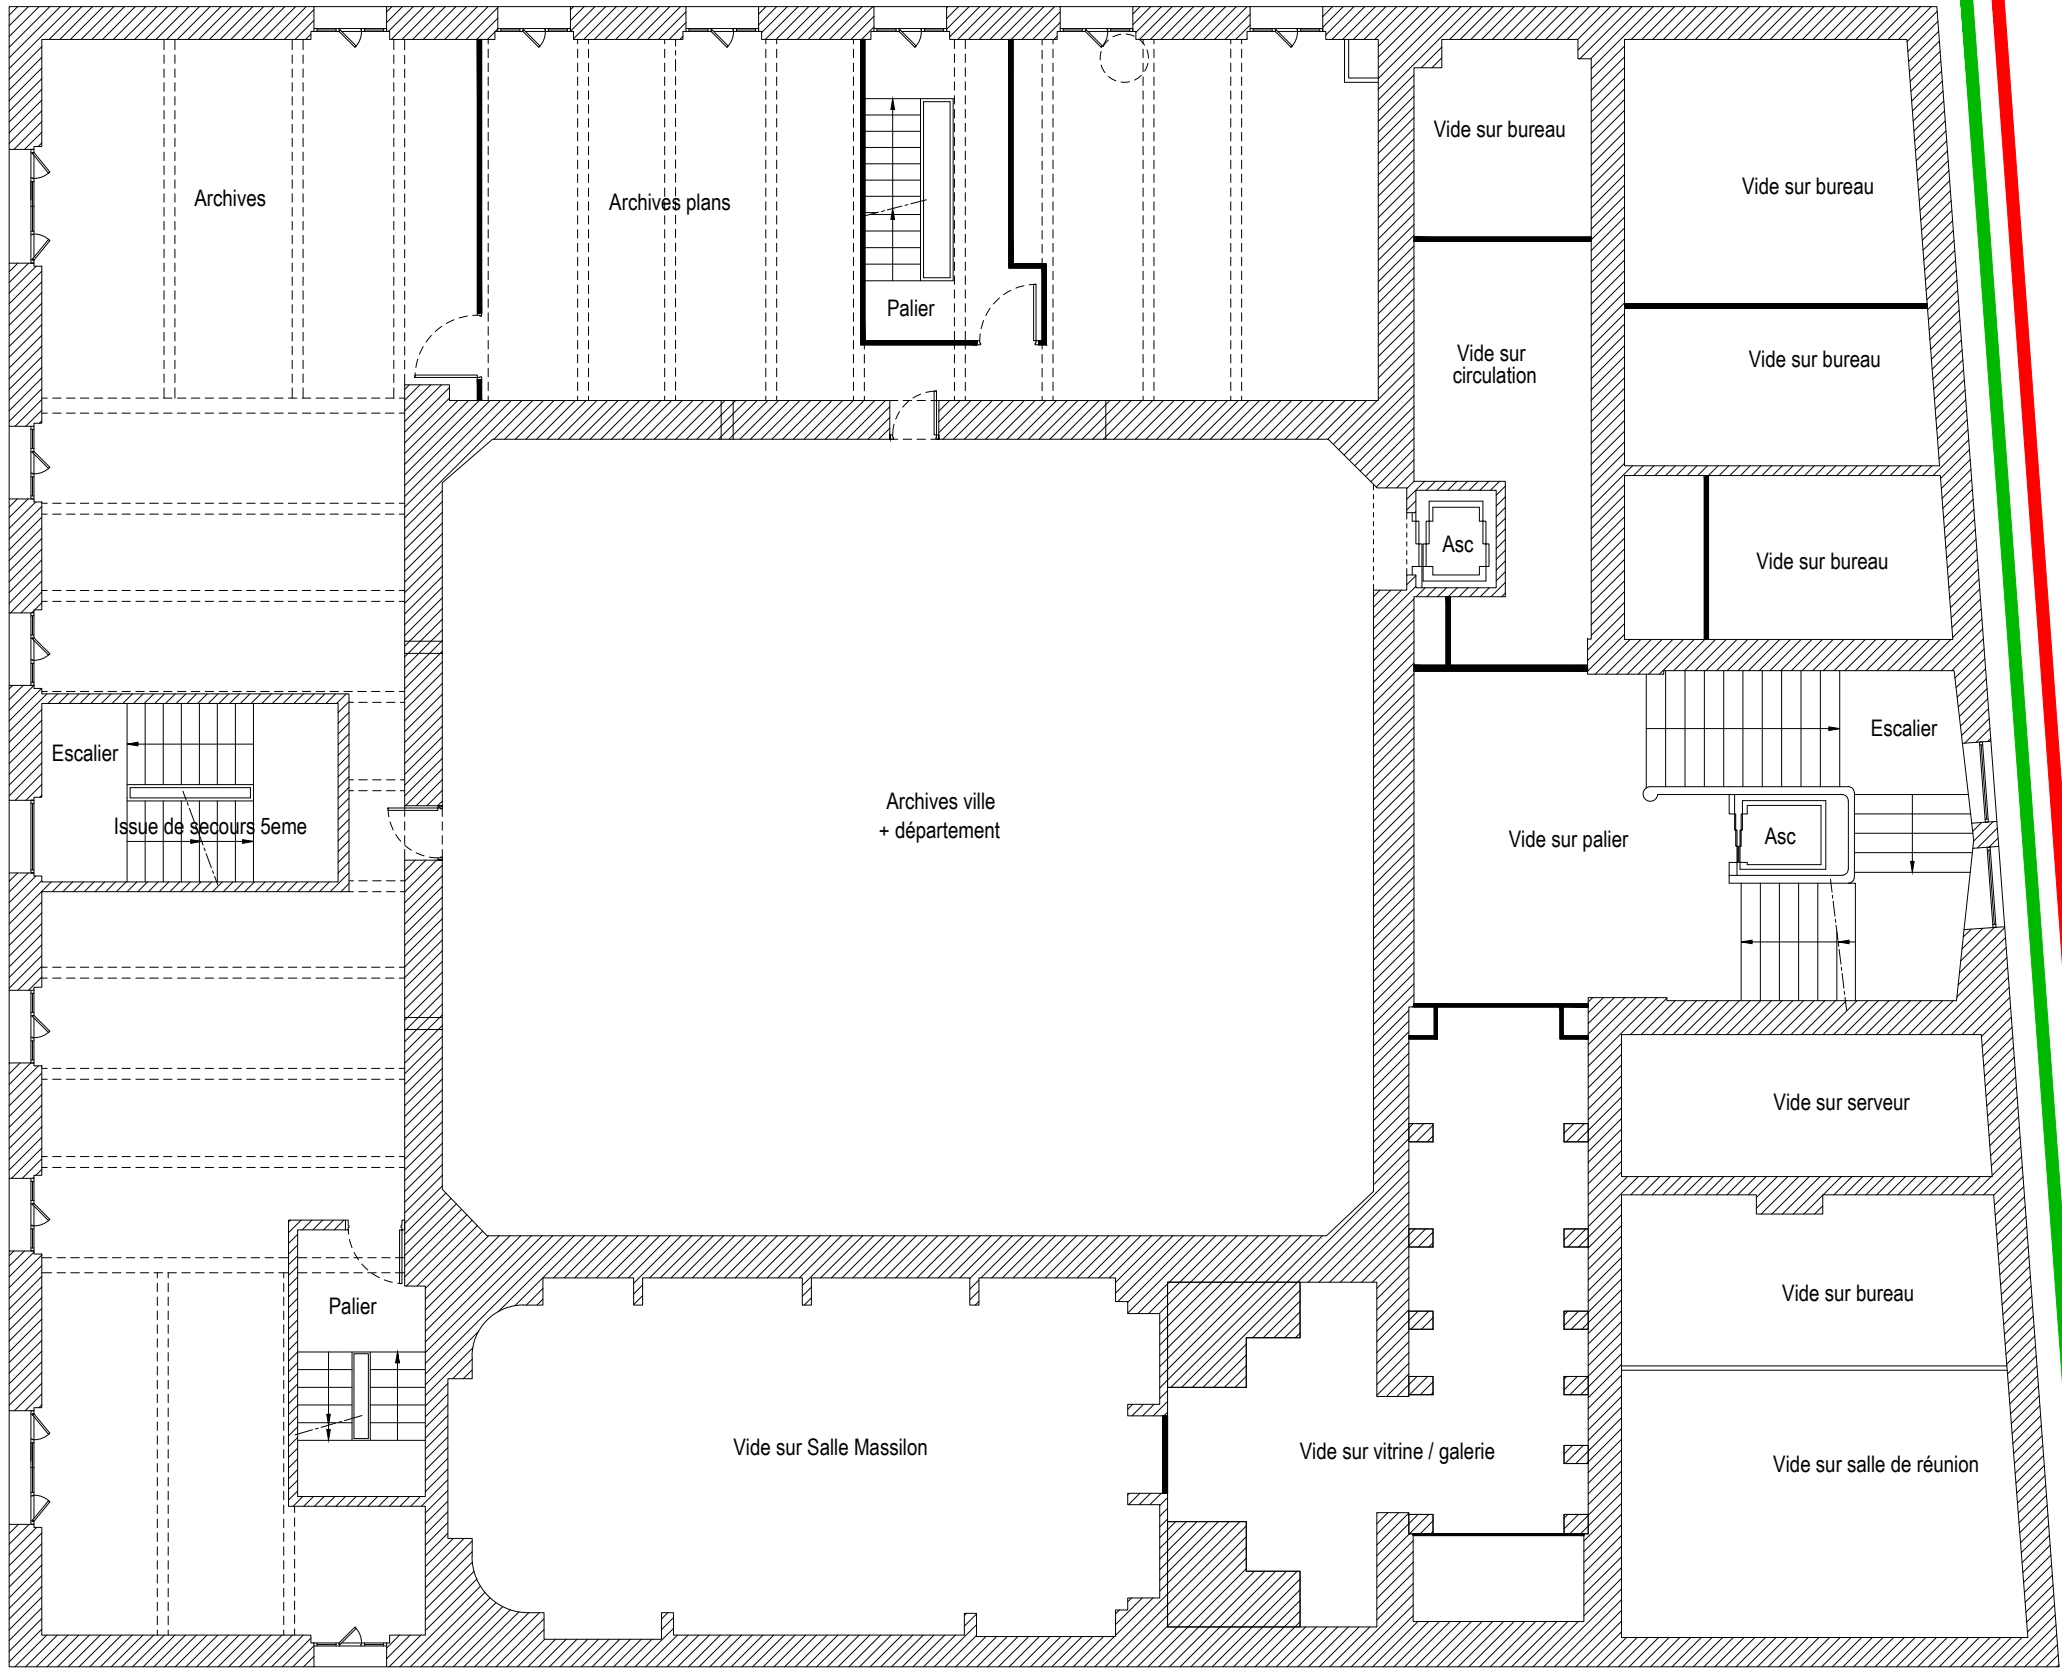 Vide sur bureau
Vide sur bureau
Archives
Archives plans
Palier
Vide sur
circulation
Vide sur bureau
Asc
Vide sur bureau
Escalier
Escalier
Archives ville
+ département
Issue de secours 5eme
Vide sur palier
Asc
Vide sur serveur
Vide sur bureau
Palier
Vide sur Salle Massilon
Vide sur vitrine / galerie
Vide sur salle de réunion